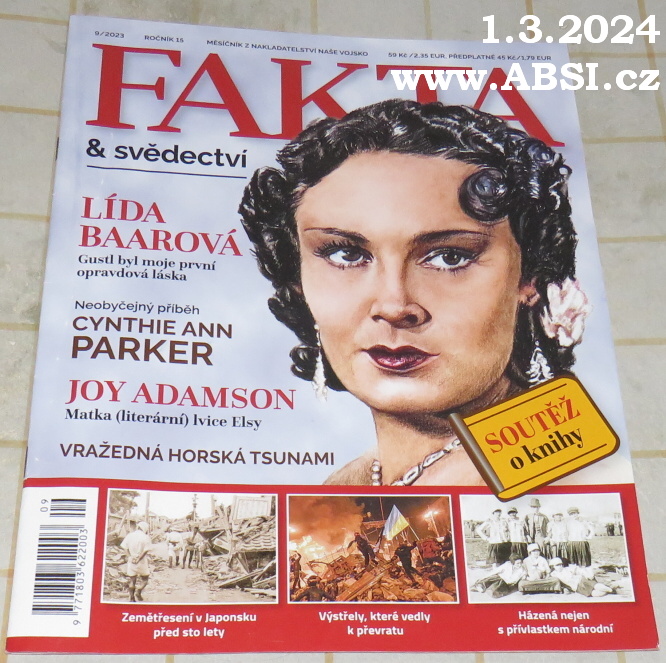 1.3.2024
www.ABSI.cz
9/2023 ROČNÍK 15 MĚSÍČNÍK Z NAKLADATELSTVÍ NAŠE VOJSKO 59 Kč / 2,35 EUR, PŘEDPLATNÉ 45 Kč/1,79 EUR
FAKTA
& svědectví
LÍDA
BAAROVÁ
Gustl byl moje první
opravdová láska
Neobyčejný příběh
CYNTHIE ANN
PARKER
JOY ADAMSON
Matka (literární) lvice Elsy
VRAŽEDNÁ HORSKÁ TSUNAMI
SOUTĚŽ
o knihy
09
9 771803 622003
Zemětřesení v Japonsku
před sto lety
Výstřely, které vedly
k převratu
Házená nejen
s přívlastkem národní